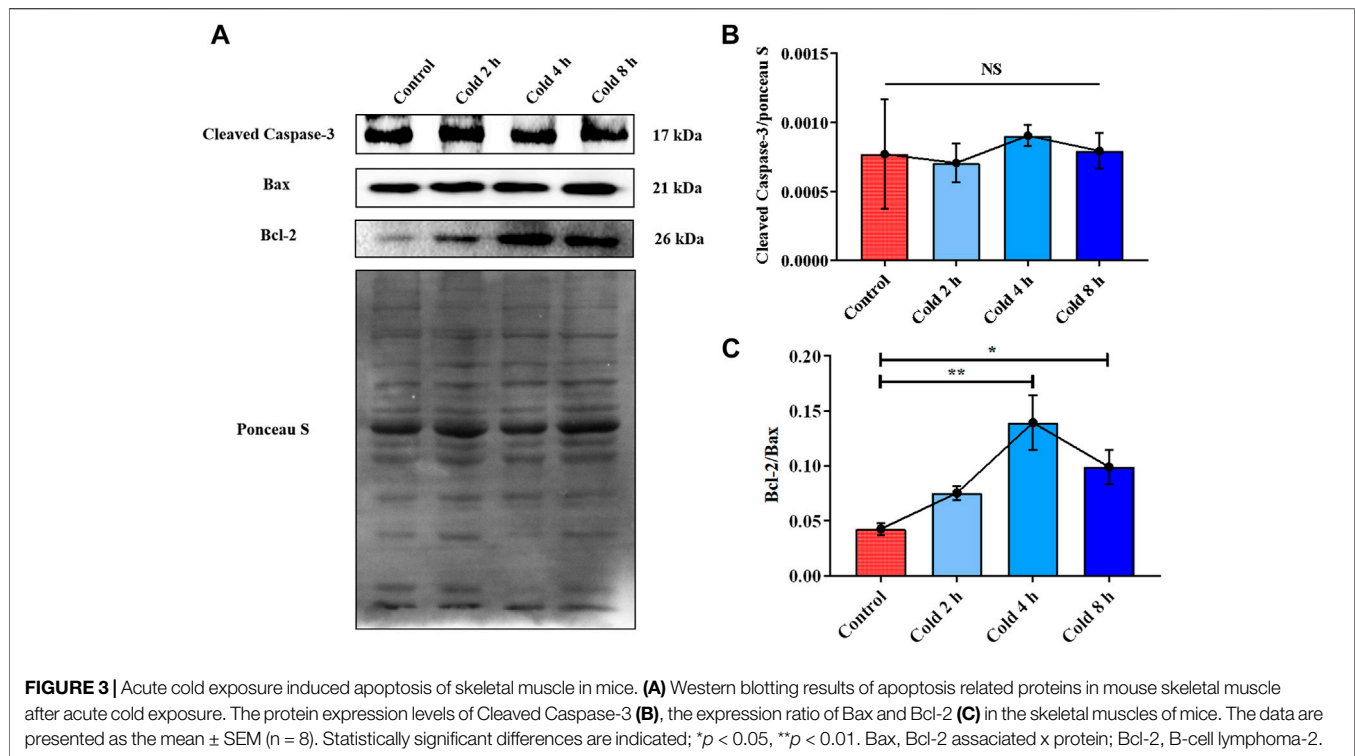 A
Control
Cold 2 h
Cold 4 h
Cold 8 h
Cleaved Caspase-3
17 kDa
Bax
21 kDa
Bcl-2
26 kDa
Ponceau S
B
Cleaved Caspase-3/ponceau S
0.0015
0.0010
0.0005
0.0000
NS
Control
Cold 2 h
Cold 4 h
Cold 8 h
C
Bcl-2/Bax
0.20
0.15
0.10
0.05
0.00
*
**
Control
Cold 2 h
Cold 4 h
Cold 8 h
FIGURE 3 | Acute cold exposure induced apoptosis of skeletal muscle in mice. (A) Western blotting results of apoptosis related proteins in mouse skeletal muscle
after acute cold exposure. The protein expression levels of Cleaved Caspase-3 (B), the expression ratio of Bax and Bcl-2 (C) in the skeletal muscles of mice. The data are
presented as the mean ± SEM (n = 8). Statistically significant differences are indicated; *p < 0.05, **p < 0.01. Bax, Bcl-2 assaciated x protein; Bcl-2, B-cell lymphoma-2.